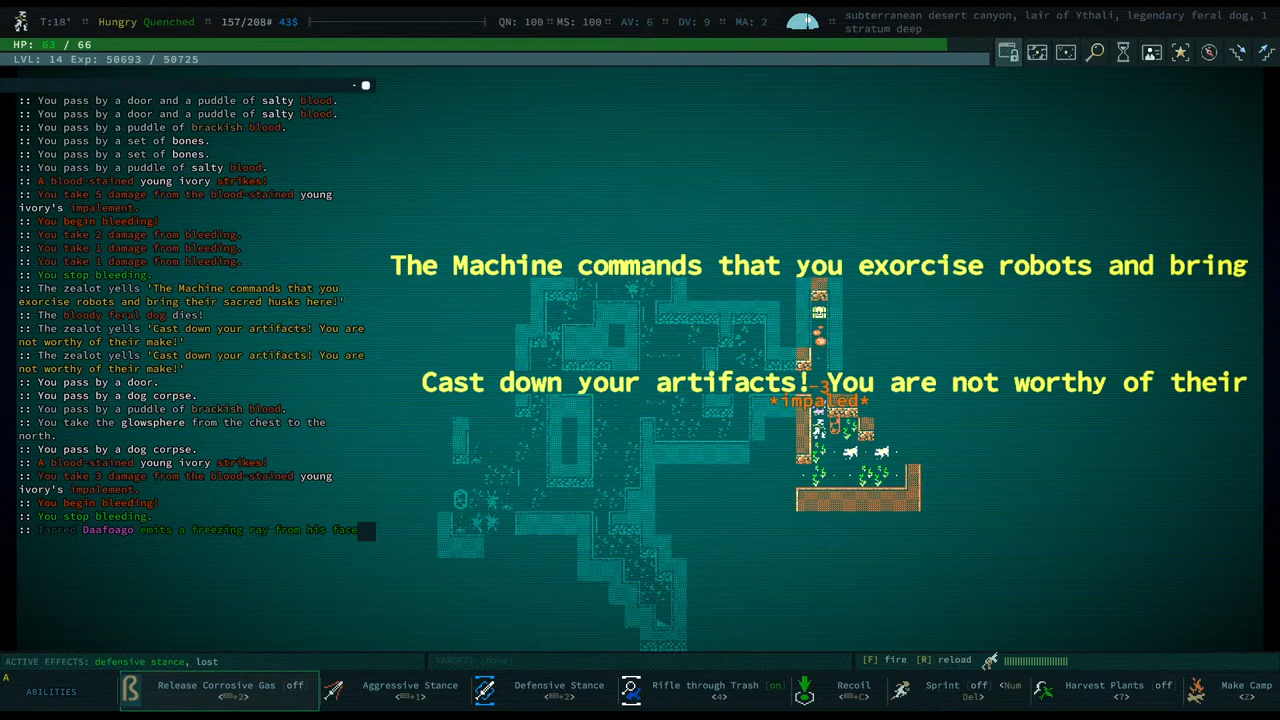 T:18° :: Hungry Quenched :: 157/208# 43$ QN: 100 :: MS: 100 :: AV: 6 :: DV: 9 :: MA: 2 :: subterranean desert canyon, lair of Ythali, legendary feral dog, 1
stratum deep
HP: 63 / 66
LVL: 14 Exp: 50693 / 50725
:: You pass by a door and a puddle of salty blood.
:: You pass by a door and a puddle of salty blood.
:: You pass by a puddle of brackish blood.
:: You pass by a set of bones.
:: You pass by a set of bones.
:: You pass by a puddle of salty blood.
:: A blood-stained young ivory strikes!
:: You take 5 damage from the blood-stained young
ivory's impalement.
:: You begin bleeding!
:: You take 2 damage from bleeding.
:: You take 1 damage from bleeding.
:: You take 1 damage from bleeding.
:: You stop bleeding.
:: The zealot yells 'The Machine commands that you
exorcise robots and bring their sacred husks here!'
:: The bloody feral dog dies!
:: The zealot yells 'Cast down your artifacts! You are
not worthy of their make!'
:: The zealot yells 'Cast down your artifacts! You are
not worthy of their make!'
:: You pass by a door.
:: You pass by a dog corpse.
:: You pass by a puddle of brackish blood.
:: You take the glowsphere from the chest to the
north.
:: You pass by a dog corpse.
:: A blood-stained young ivory strikes!
:: You take 3 damage from the blood-stained young
ivory's impalement.
:: You begin bleeding!
:: You stop bleeding.
:: Tarred Daafoago emits a freezing ray from his face
The Machine commands that you exorcise robots and bring
Cast down your artifacts! You are not worthy of their
-3
*impaled*
ACTIVE EFFECTS: defensive stance, lost
TARGET: [none]
[F] fire [R] reload
A
ABILITIES
Release Corrosive Gas [off]
Aggressive Stance
Defensive Stance
Rifle through Trash [on]
<4>
Recoil
Sprint [off] <Num
Del>
Harvest Plants [off]
<7>
Make Camp
<Z>